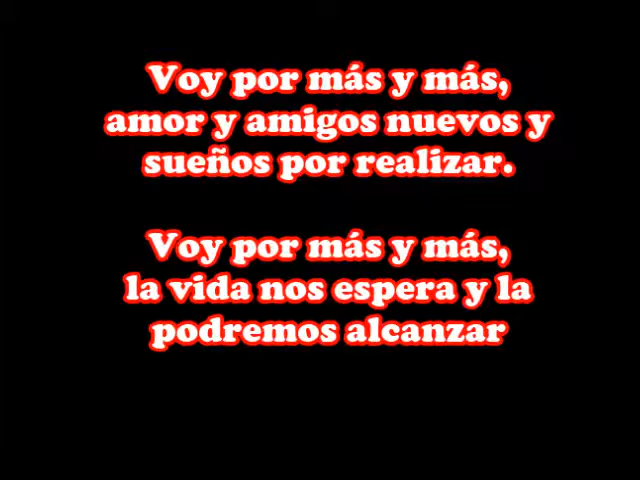 Voy por más y más,
amor y amigos nuevos y
sueños por realizar.
Voy por más y más,
la vida nos espera y la
podremos alcanzar